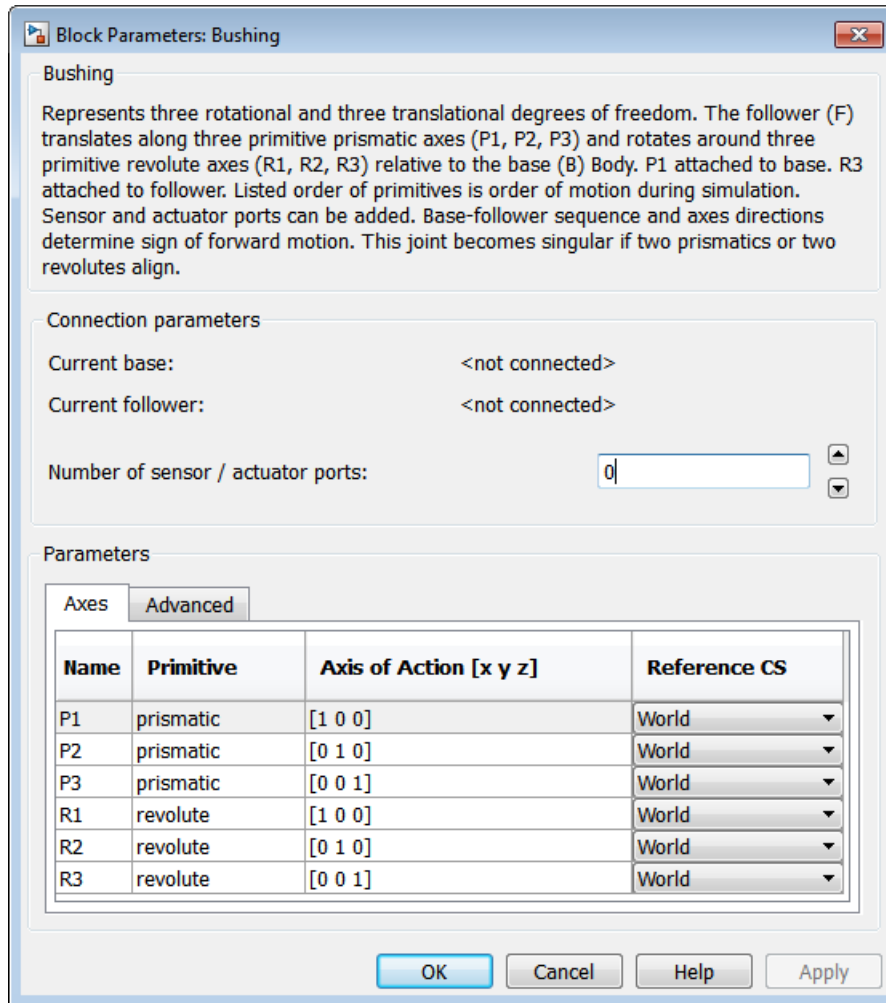 Block Parameters: Bushing
Bushing
Represents three rotational and three translational degrees of freedom. The follower (F)
translates along three primitive prismatic axes (P1, P2, P3) and rotates around three
primitive revolute axes (R1, R2, R3) relative to the base (B) Body. P1 attached to base. R3
attached to follower. Listed order of primitives is order of motion during simulation.
Sensor and actuator ports can be added. Base-follower sequence and axes directions
determine sign of forward motion. This joint becomes singular if two prismatics or two
revolutes align.
Connection parameters
Current base: <not connected>
Current follower: <not connected>
Number of sensor / actuator ports: 0
Parameters
Axes Advanced
Name Primitive Axis of Action [x y z] Reference CS
P1 prismatic [1 0 0] World
P2 prismatic [0 1 0] World
P3 prismatic [0 0 1] World
R1 revolute [1 0 0] World
R2 revolute [0 1 0] World
R3 revolute [0 0 1] World
OK Cancel Help Apply